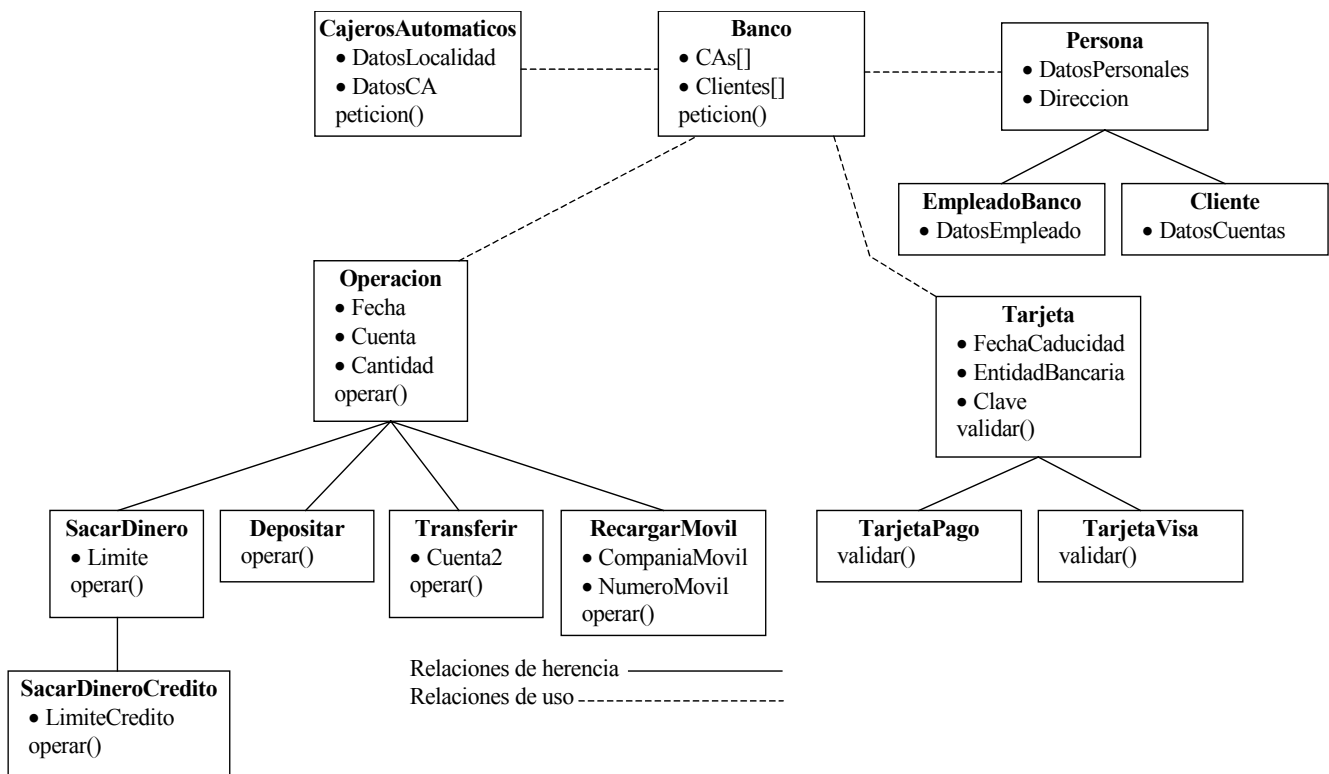 CajerosAutomaticos
• DatosLocalidad
• DatosCA
peticion()
Banco
• CAs[]
• Clientes[]
peticion()
Persona
• DatosPersonales
• Direccion
EmpleadoBanco
• DatosEmpleado
Cliente
• DatosCuentas
Operacion
• Fecha
• Cuenta
• Cantidad
operar()
Tarjeta
• FechaCaducidad
• EntidadBancaria
• Clave
validar()
SacarDinero
• Limite
operar()
Depositar
operar()
Transferir
• Cuenta2
operar()
RecargarMovil
• CompaniaMovil
• NumeroMovil
operar()
TarjetaPago
validar()
TarjetaVisa
validar()
SacarDineroCredito
• LimiteCredito
operar()
Relaciones de herencia
Relaciones de uso